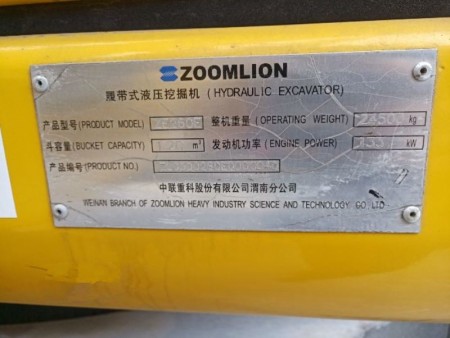 ZOOMLION
履带式液压挖掘机 (HYDRAULIC EXCAVATOR)
产品型号(PRODUCT MODEL) 整机重量(OPERATING WEIGHT) kg
斗容量(BUCKET CAPACITY) m³ 发动机功率(ENGINE POWER) kW
产品编号(PRODUCT NO.)
中联重科股份有限公司渭南分公司
WEINAN BRANCH OF ZOOMLION HEAVY INDUSTRY SCIENCE AND TECHNOLOGY CO.,LTD